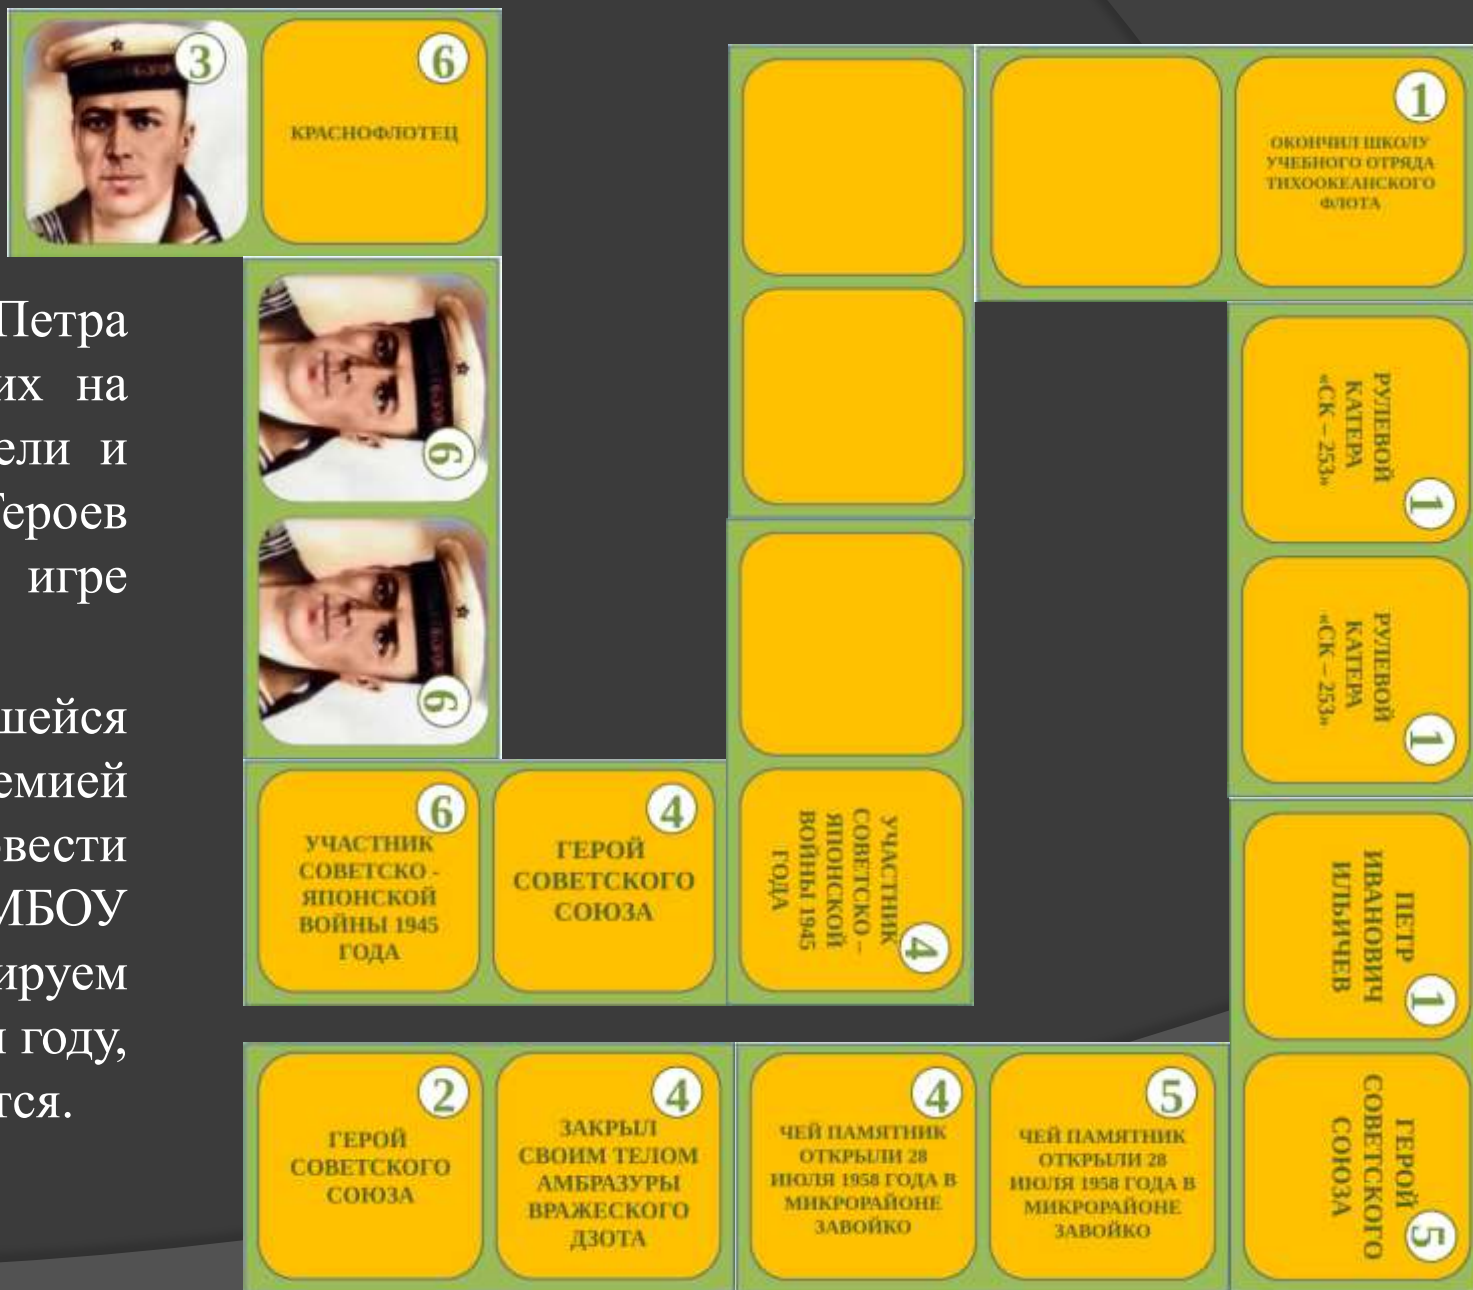 3
6
КРАСНОФЛОТЕЦ
1
ОКОНЧИЛ ШКОЛУ
УЧЕБНОГО ОТРЯДА
ТИХООКЕАНСКОГО
ФЛОТА
Петра
их на
ели и
Героев
игре
шейся
емией
овести
МБОУ
ируем
году,
тся.
6
6
РУЛЕВОЙ
КАТЕРА
«СК – 253»
1
РУЛЕВОЙ
КАТЕРА
«СК – 253»
1
6
УЧАСТНИК
СОВЕТСКО -
ЯПОНСКОЙ
ВОЙНЫ 1945
ГОДА
4
ГЕРОЙ
СОВЕТСКОГО
СОЮЗА
УЧАСТНИК
СОВЕТСКО –
ЯПОНСКОЙ
ВОЙНЫ 1945
ГОДА
4
ПЕТР
ИВАНОВИЧ
ИЛЬИЧЕВ
1
2
ГЕРОЙ
СОВЕТСКОГО
СОЮЗА
4
ЗАКРЫЛ
СВОИМ ТЕЛОМ
АМБРАЗУРЫ
ВРАЖЕСКОГО
ДЗОТА
4
ЧЕЙ ПАМЯТНИК
ОТКРЫЛИ 28
ИЮЛЯ 1958 ГОДА В
МИКРОРАЙОНЕ
ЗАВОЙКО
5
ЧЕЙ ПАМЯТНИК
ОТКРЫЛИ 28
ИЮЛЯ 1958 ГОДА В
МИКРОРАЙОНЕ
ЗАВОЙКО
ГЕРОЙ
СОВЕТСКОГО
СОЮЗА
5